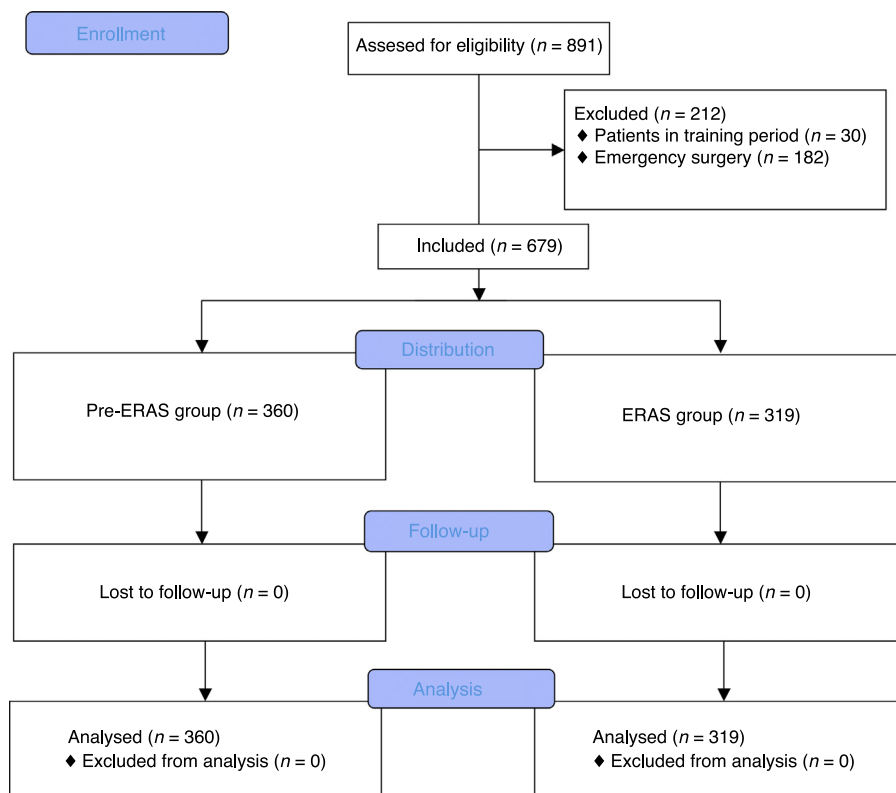 Enrollment
Assesed for eligibility (n = 891)
Excluded (n = 212)
♦ Patients in training period (n = 30)
♦ Emergency surgery (n = 182)
Included (n = 679)
Distribution
Pre-ERAS group (n = 360)
ERAS group (n = 319)
Follow-up
Lost to follow-up (n = 0)
Lost to follow-up (n = 0)
Analysis
Analysed (n = 360)
♦ Excluded from analysis (n = 0)
Analysed (n = 319)
♦ Excluded from analysis (n = 0)